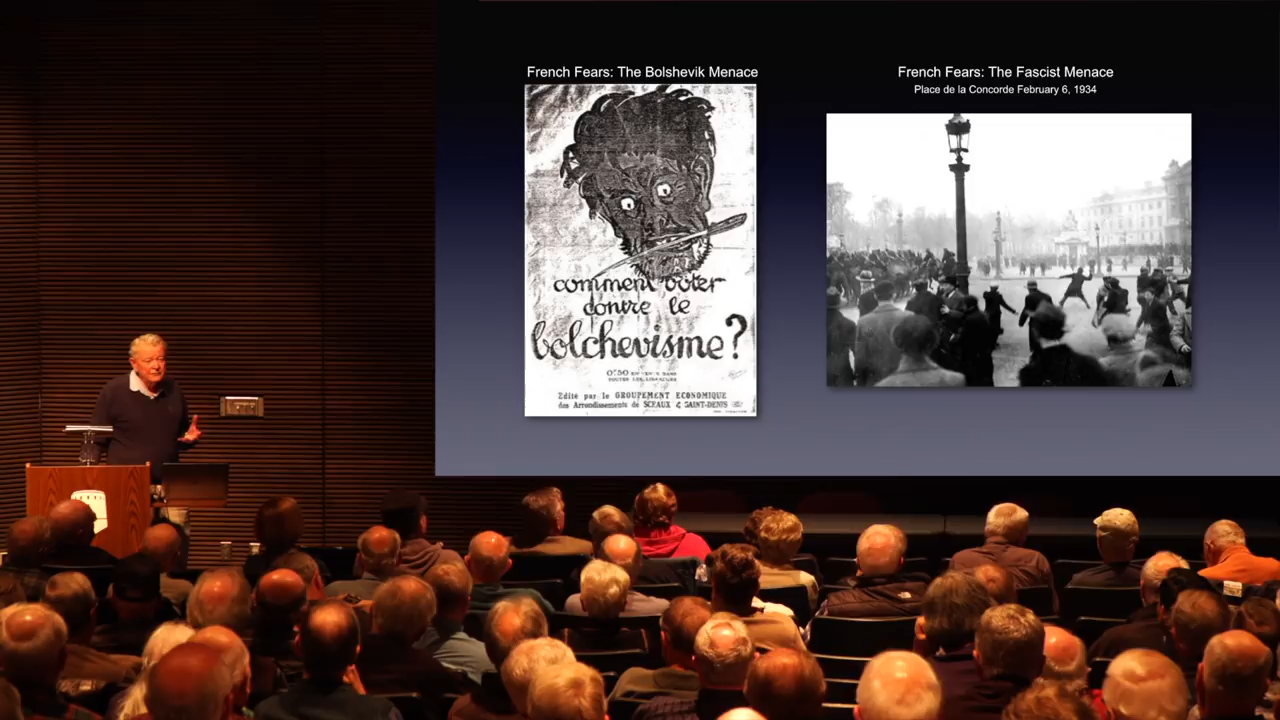 French Fears: The Bolshevik Menace
comment voter
contre le
bolchevisme?
Edité par le GROUPEMENT ECONOMIQUE
des Arrondissements de SCEAUX & SAINT-DENIS
French Fears: The Fascist Menace
Place de la Concorde February 6, 1934